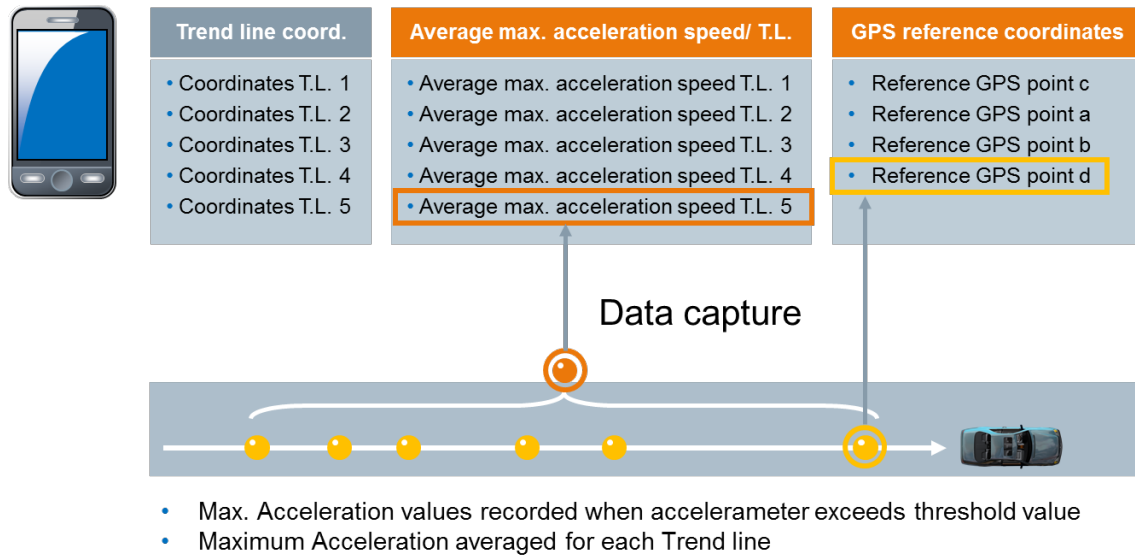 Trend line coord.
• Coordinates T.L. 1
• Coordinates T.L. 2
• Coordinates T.L. 3
• Coordinates T.L. 4
• Coordinates T.L. 5
Average max. acceleration speed/ T.L.
• Average max. acceleration speed T.L. 1
• Average max. acceleration speed T.L. 2
• Average max. acceleration speed T.L. 3
• Average max. acceleration speed T.L. 4
• Average max. acceleration speed T.L. 5
GPS reference coordinates
• Reference GPS point c
• Reference GPS point a
• Reference GPS point b
• Reference GPS point d
Data capture
• Max. Acceleration values recorded when accelerameter exceeds threshold value
• Maximum Acceleration averaged for each Trend line